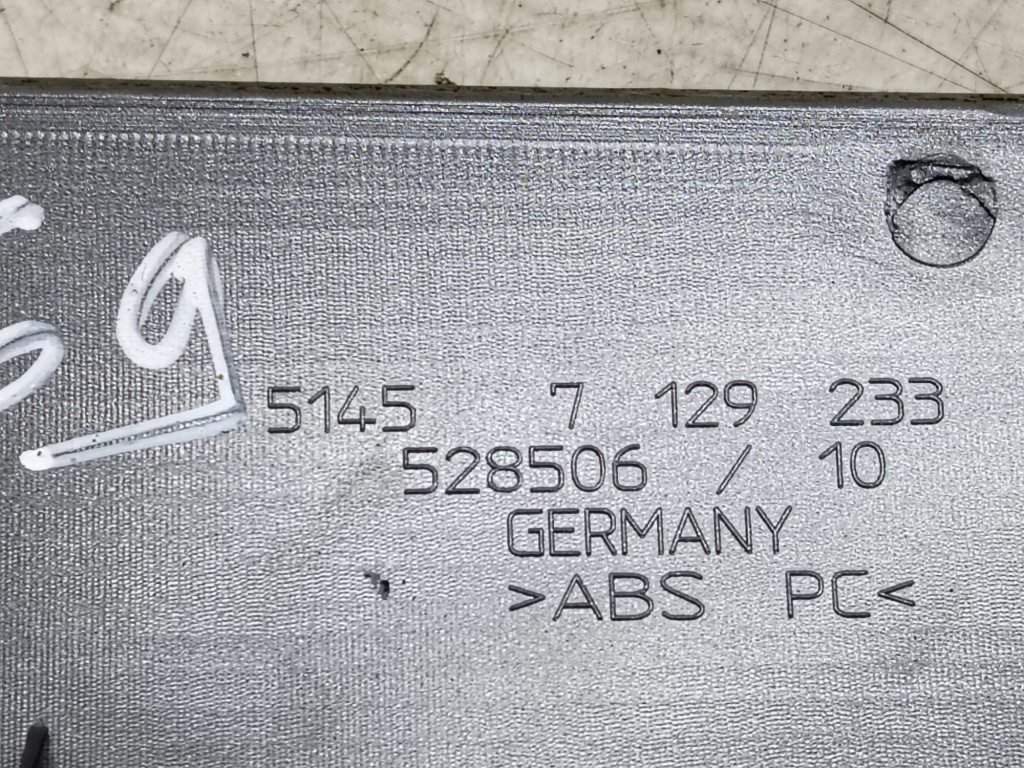 5145 7 129 233
528506 / 10
GERMANY
>ABS PC<